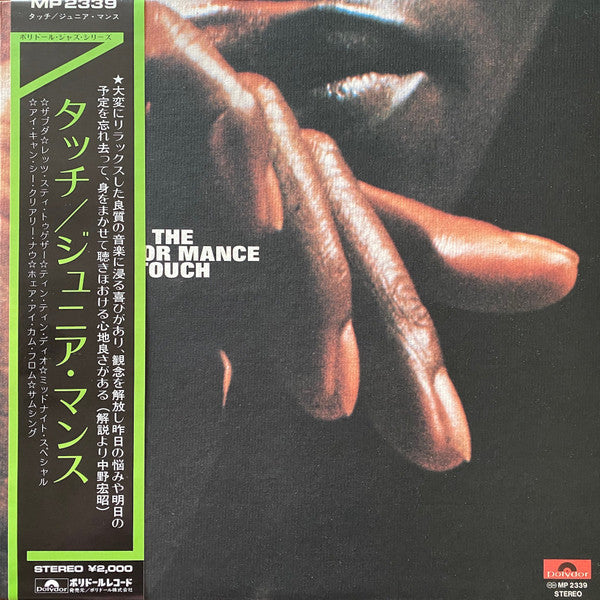 MP 2339
タッチ/ジュニア・マンス
ポリドール・ジャズ・シリーズ
★大変にリラックスした良質の音楽に浸る喜びがあり、観念を解放し昨日の悩みや明日の
予定を忘れ去って、身をまかせて聴きほおける心地良さがある(解説より中野宏昭)
タッチ/ジュニア・マンス
☆ザブダ☆レッツ・スティ・トゥゲザー☆ティン・ティン・ディオ☆ミッドナイト・スペシャル
☆アイ・キャン・シー・クリアリー・ナウ☆ホェア・アイ・カム・フロム☆サムシング
STEREO ¥2,000
Polydor
ポリドールレコード
発売元/ポリドール株式会社
THE
OR MANCE
TOUCH
Polydor
MP 2339
STEREO